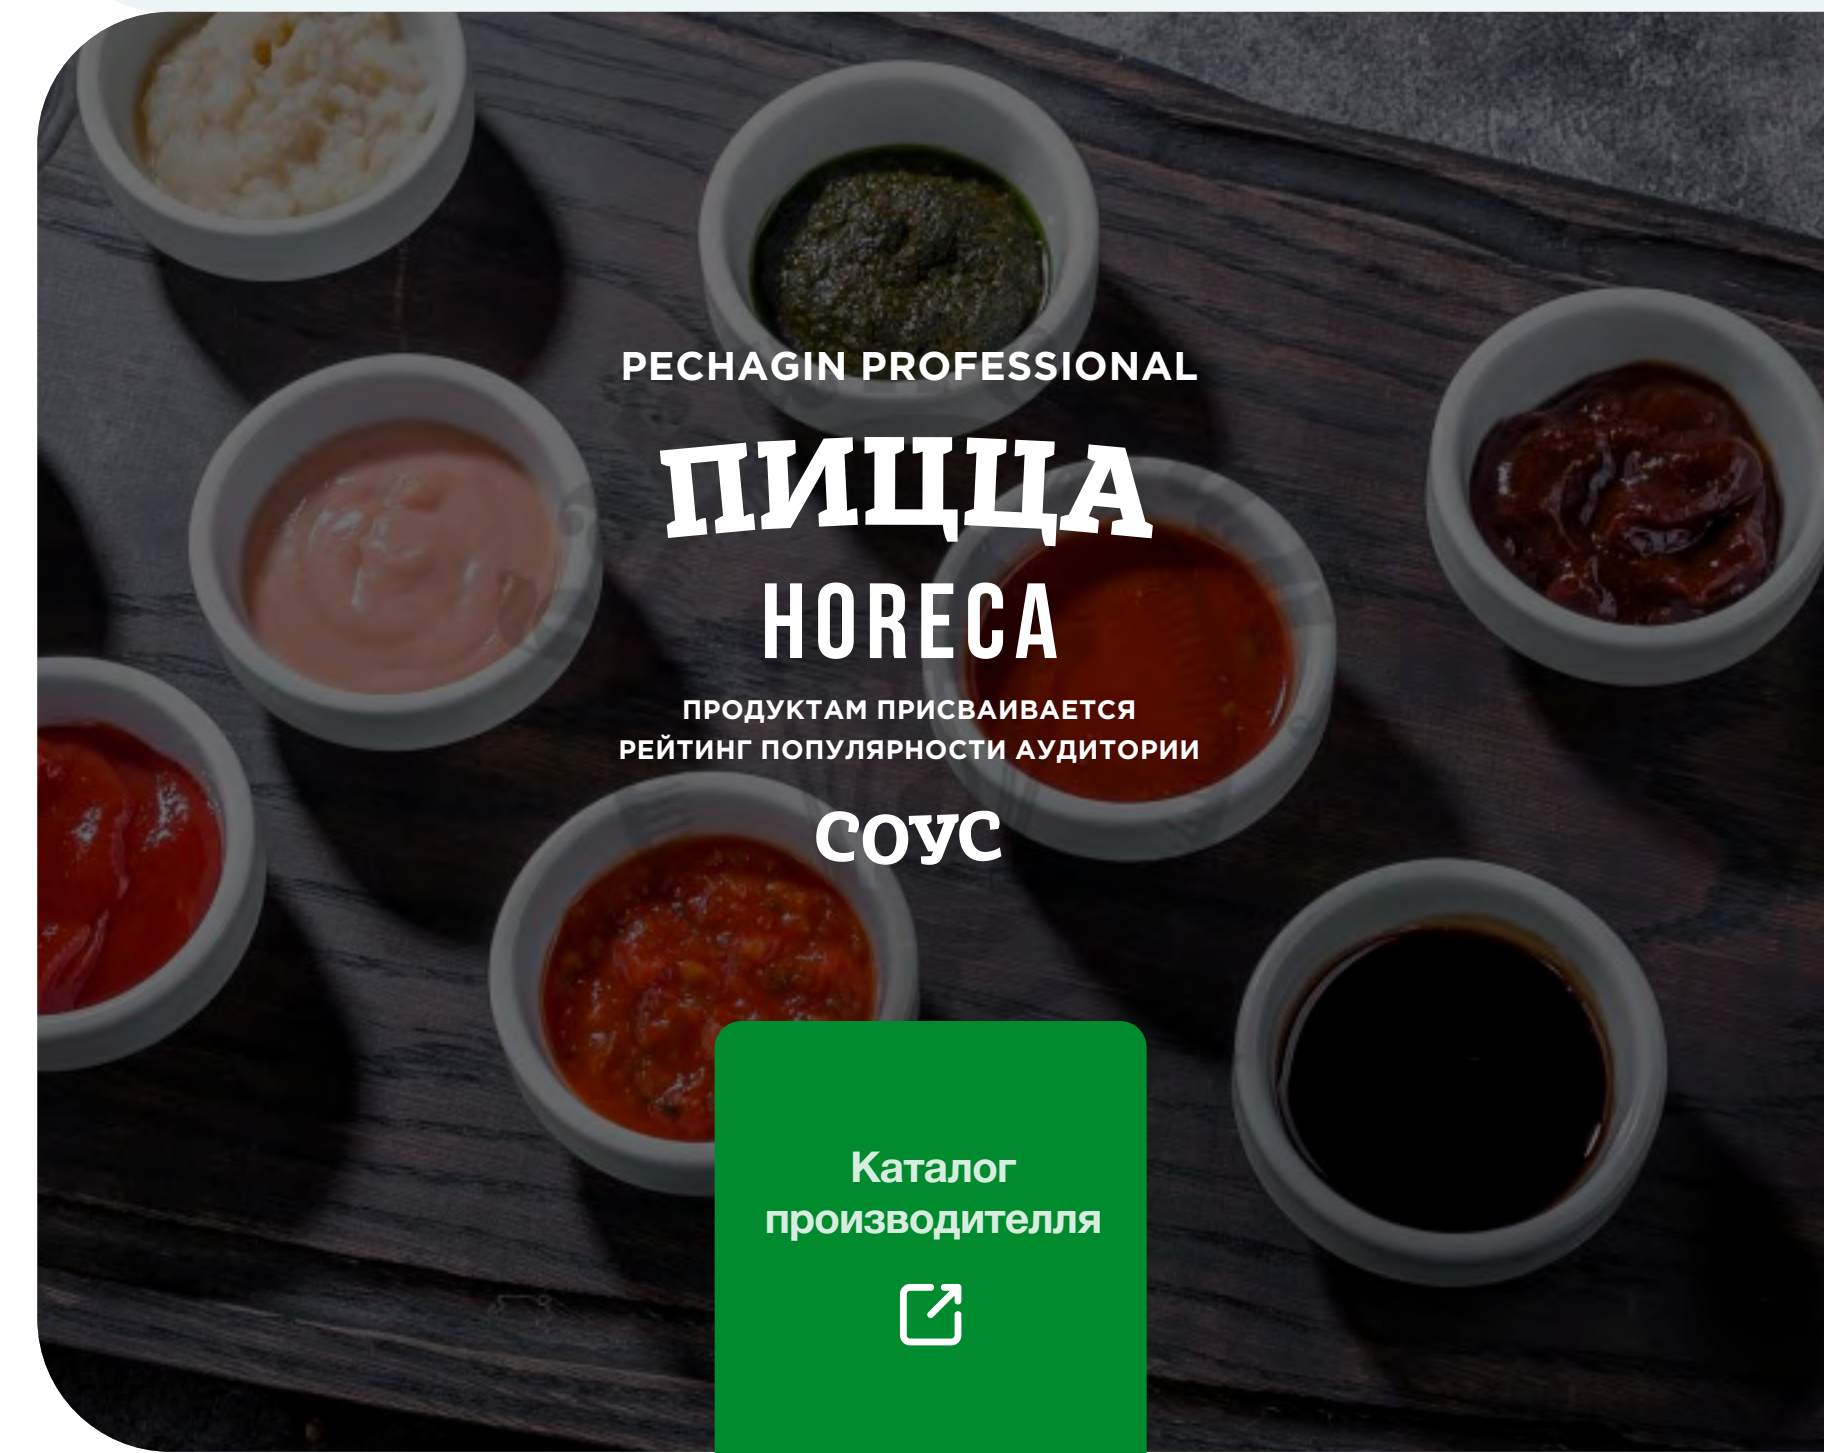 PECHAGIN PROFESSIONAL
ПИЦЦА
HORECA
ПРОДУКТАМ ПРИСВАИВАЕТСЯ
РЕЙТИНГ ПОПУЛЯРНОСТИ АУДИТОРИИ
СОУС
Каталог
производителля